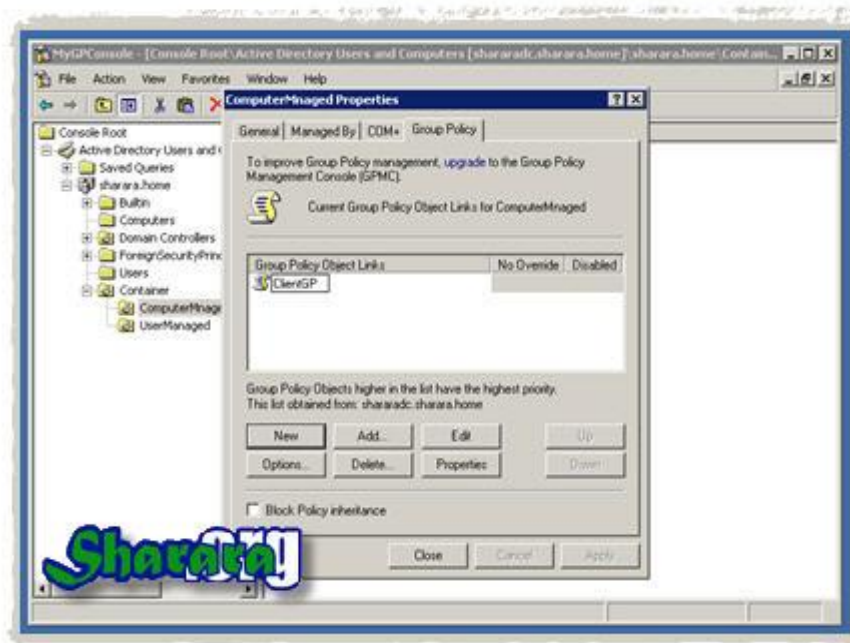 MyGPConsole - [Console Root\Active Directory Users and Computers [shararadc.sharara.home]\sharara.home\Contain...
File Action View Favorites Window Help
Console Root
Active Directory Users and
Saved Queries
sharara.home
Builtin
Computers
Domain Controllers
ForeignSecurityPrinc
Users
Container
ComputerMnage
UserManaged
ComputerMnaged Properties
General Managed By COM+ Group Policy
To improve Group Policy management, upgrade to the Group Policy
Management Console (GPMC).
Current Group Policy Object Links for ComputerMnaged
Group Policy Object Links No Override Disabled
ClientGP
Group Policy Objects higher in the list have the highest priority.
This list obtained from: shararadc.sharara.home
New Add... Edit Up
Options... Delete... Properties Down
Block Policy inheritance
Close Cancel Apply
Sharara.org